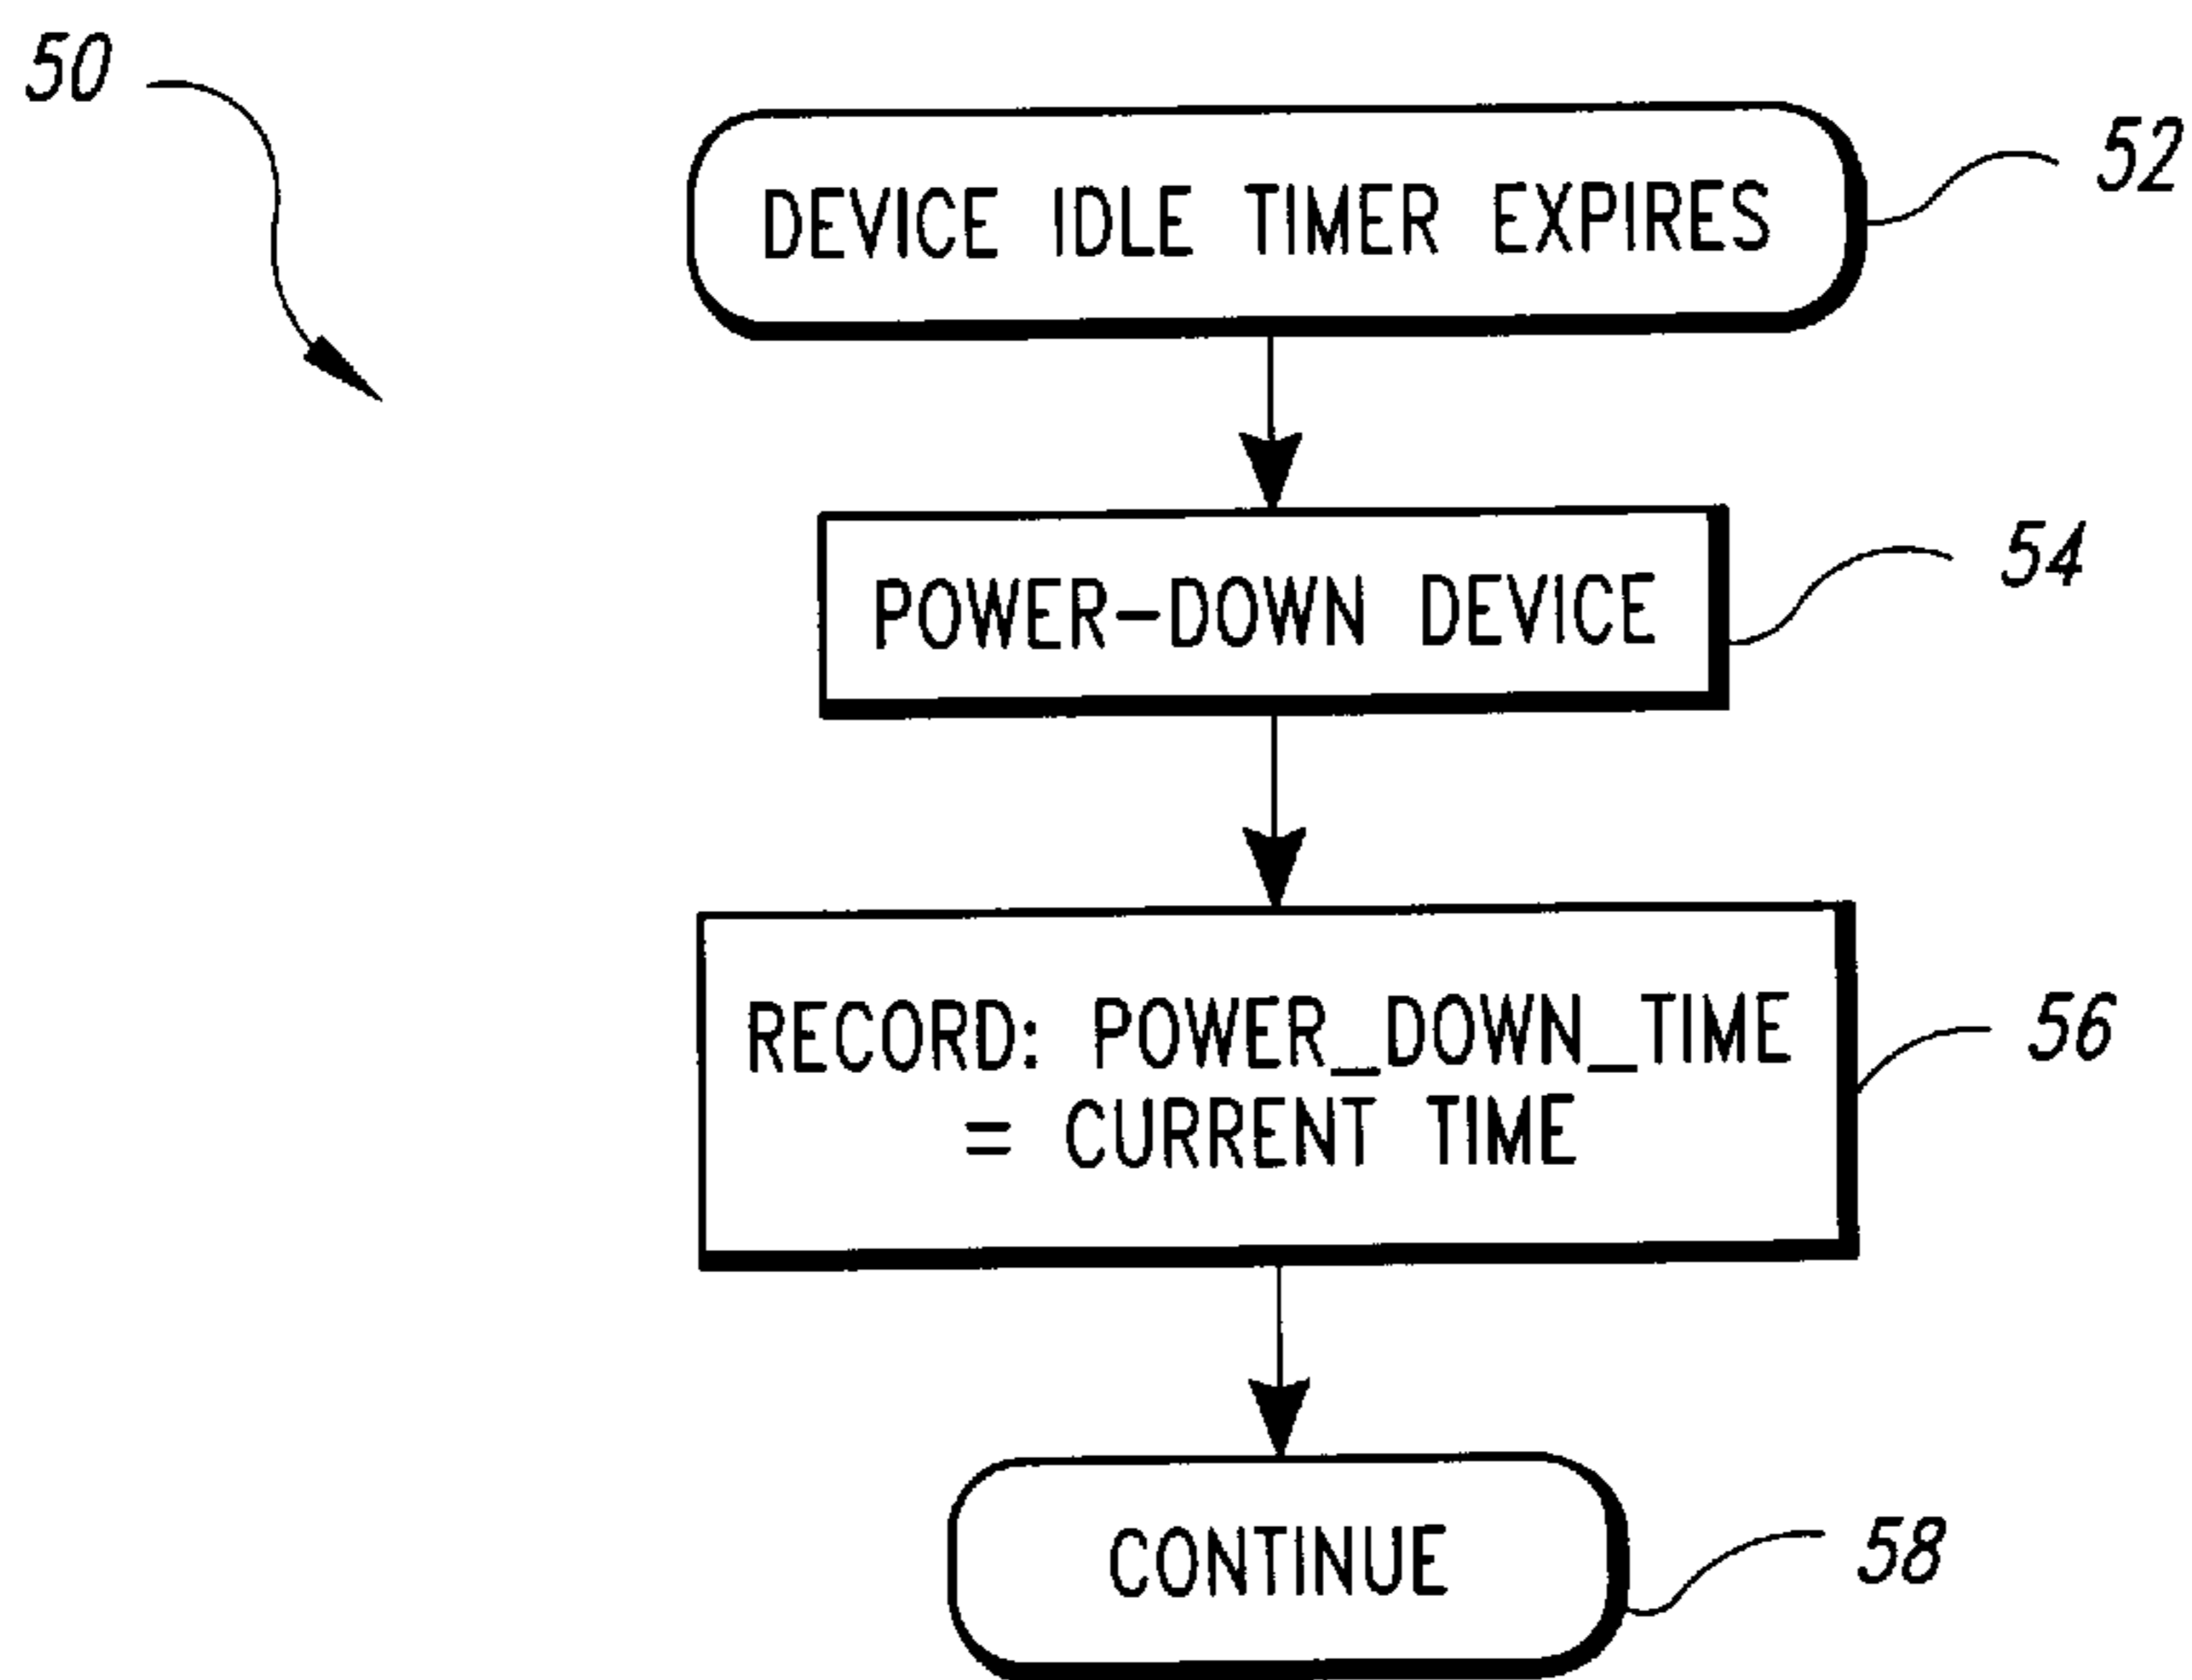 50
DEVICE IDLE TIMER EXPIRES
52
POWER-DOWN DEVICE
54
RECORD: POWER_DOWN_TIME
= CURRENT TIME
56
CONTINUE
58